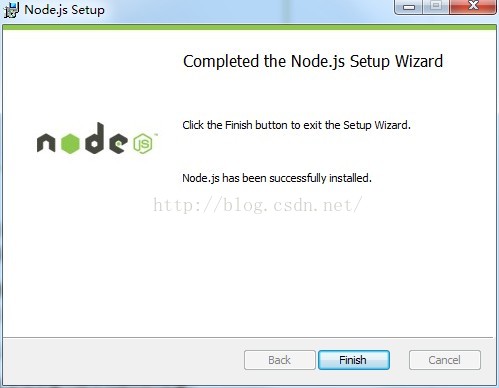 Node.js Setup
Completed the Node.js Setup Wizard
Click the Finish button to exit the Setup Wizard.
node JS™
Node.js has been successfully installed.
http://blog.csdn.net/
Back Finish Cancel